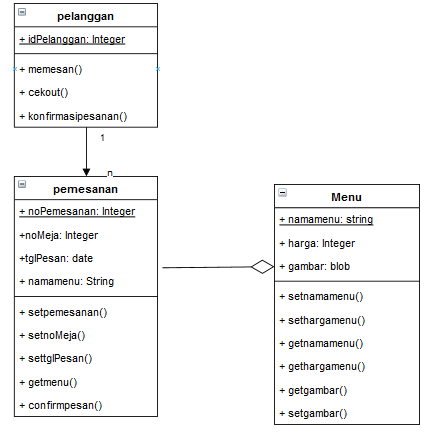 pelanggan
+ idPelanggan: Integer
+ memesan()
+ cekout()
+ konfirmasipesanan()
1
n
pemesanan
+ noPemesanan: Integer
+noMeja: Integer
+tglPesan: date
+ namamenu: String
+ setpemesanan()
+ setnoMeja()
+ settglPesan()
+ getmenu()
+ confirmpesan()
Menu
+ namamenu: string
+ harga: Integer
+ gambar: blob
+ setnamamenu()
+ sethargamenu()
+ getnamamenu()
+ gethargamenu()
+ getgambar()
+ setgambar()